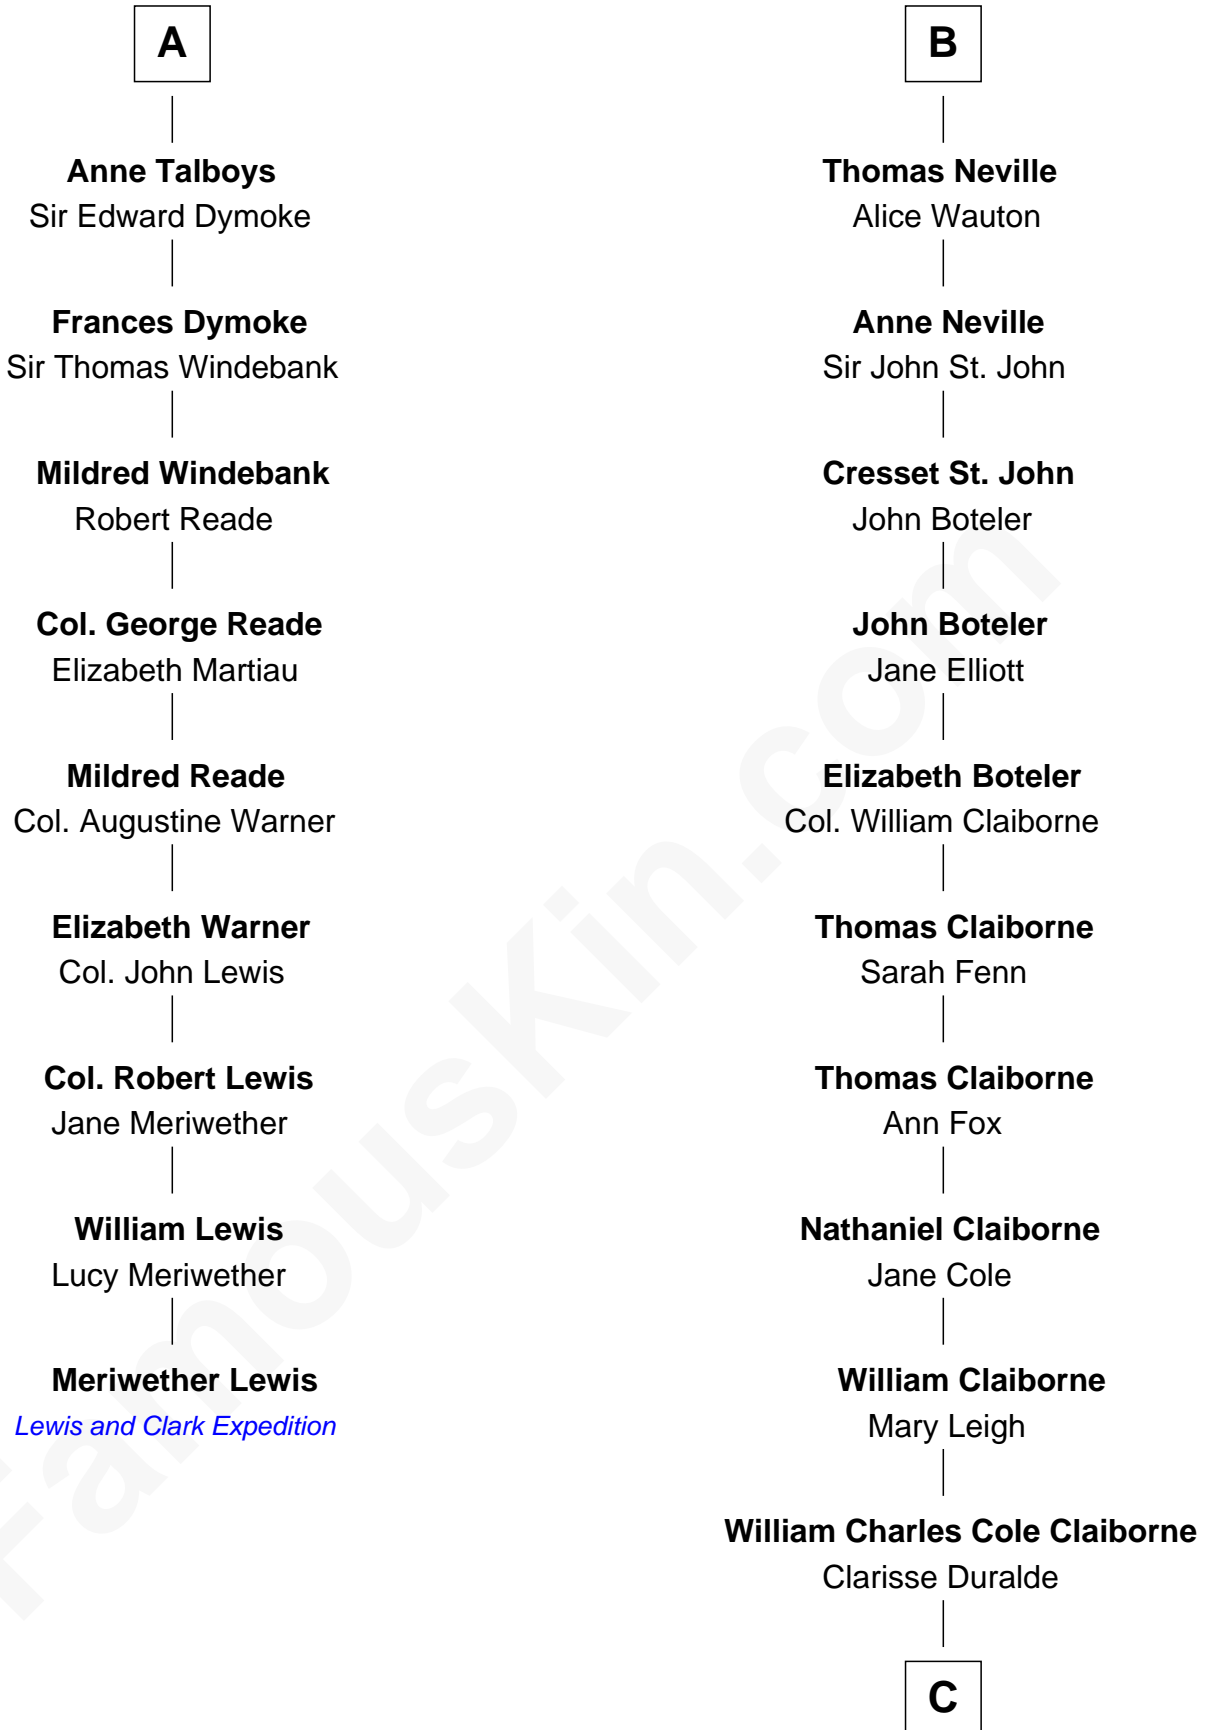 A
Anne Talboys
Sir Edward Dymoke
Frances Dymoke
Sir Thomas Windebank
Mildred Windebank
Robert Reade
Col. George Reade
Elizabeth Martiau
Mildred Reade
Col. Augustine Warner
Elizabeth Warner
Col. John Lewis
Col. Robert Lewis
Jane Meriwether
William Lewis
Lucy Meriwether
Meriwether Lewis
Lewis and Clark Expedition
B
Thomas Neville
Alice Wauton
Anne Neville
Sir John St. John
Cresset St. John
John Boteler
John Boteler
Jane Elliott
Elizabeth Boteler
Col. William Claiborne
Thomas Claiborne
Sarah Fenn
Thomas Claiborne
Ann Fox
Nathaniel Claiborne
Jane Cole
William Claiborne
Mary Leigh
William Charles Cole Claiborne
Clarisse Duralde
C
FamousKin.com